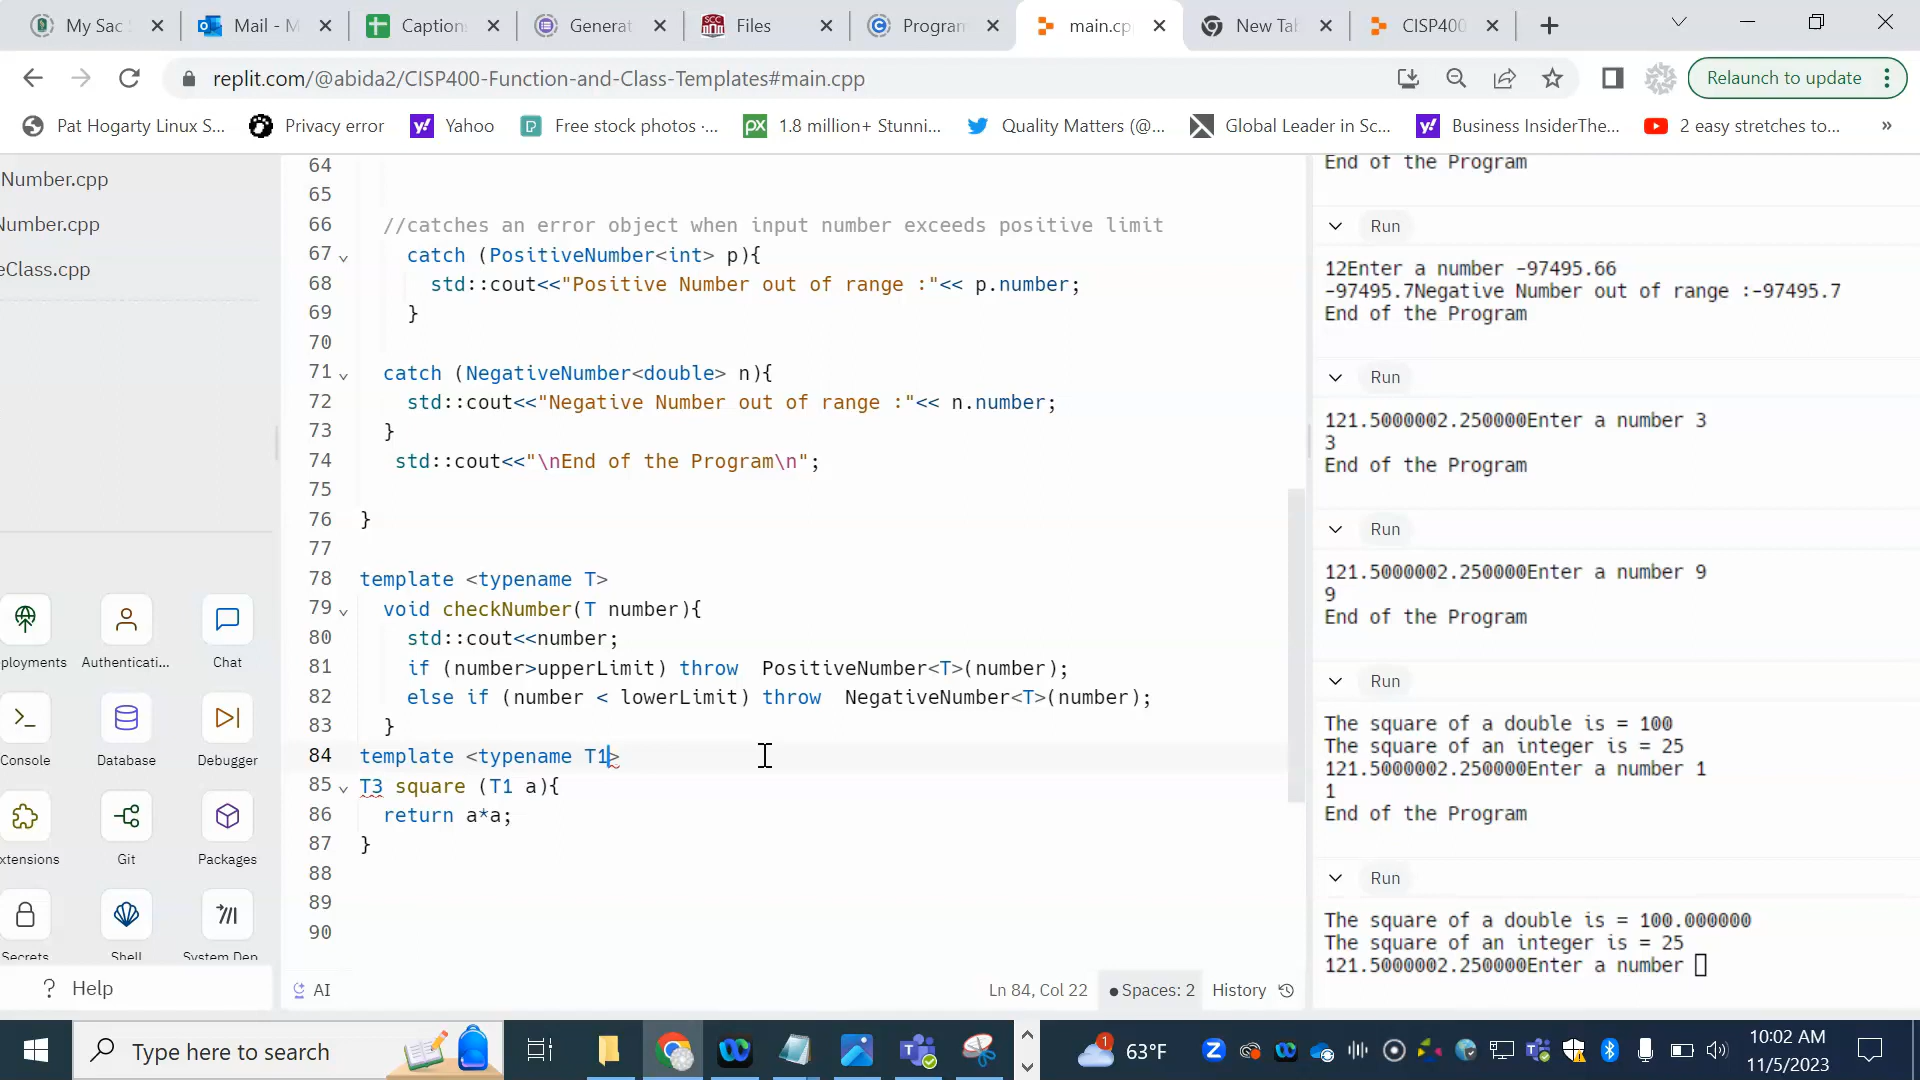 My Sac
Mail - M
Caption
Generat
Files
Program
main.cp
New Tab
CISP400
replit.com/@abida2/CISP400-Function-and-Class-Templates#main.cpp
Relaunch to update
Pat Hogarty Linux S...
Privacy error
Yahoo
Free stock photos -...
1.8 million+ Stunni...
Quality Matters (@...
Global Leader in Sc...
Business InsiderThe...
2 easy stretches to...
»
Number.cpp
Number.cpp
eClass.cpp
ployments
Authenticati...
Chat
Console
Database
Debugger
xtensions
Git
Packages
Secrets
Shell
System Dep
? Help
64
65
66 //catches an error object when input number exceeds positive limit
67 catch (PositiveNumber<int> p){
68 std::cout<<"Positive Number out of range :"<< p.number;
69 }
70
71 catch (NegativeNumber<double> n){
72 std::cout<<"Negative Number out of range :"<< n.number;
73 }
74 std::cout<<"\nEnd of the Program\n";
75
76 }
77
78 template <typename T>
79 void checkNumber(T number){
80 std::cout<<number;
81 if (number>upperLimit) throw  PositiveNumber<T>(number);
82 else if (number < lowerLimit) throw  NegativeNumber<T>(number);
83 }
84 template <typename T1>
85 T3 square (T1 a){
86 return a*a;
87 }
88
89
90
AI
Ln 84, Col 22
Spaces: 2
History
End of the Program
Run
12Enter a number -97495.66
-97495.7Negative Number out of range :-97495.7
End of the Program
Run
121.5000002.250000Enter a number 3
3
End of the Program
Run
121.5000002.250000Enter a number 9
9
End of the Program
Run
The square of a double is = 100
The square of an integer is = 25
121.5000002.250000Enter a number 1
1
End of the Program
Run
The square of a double is = 100.000000
The square of an integer is = 25
121.5000002.250000Enter a number
Type here to search
1
63°F
10:02 AM
11/5/2023